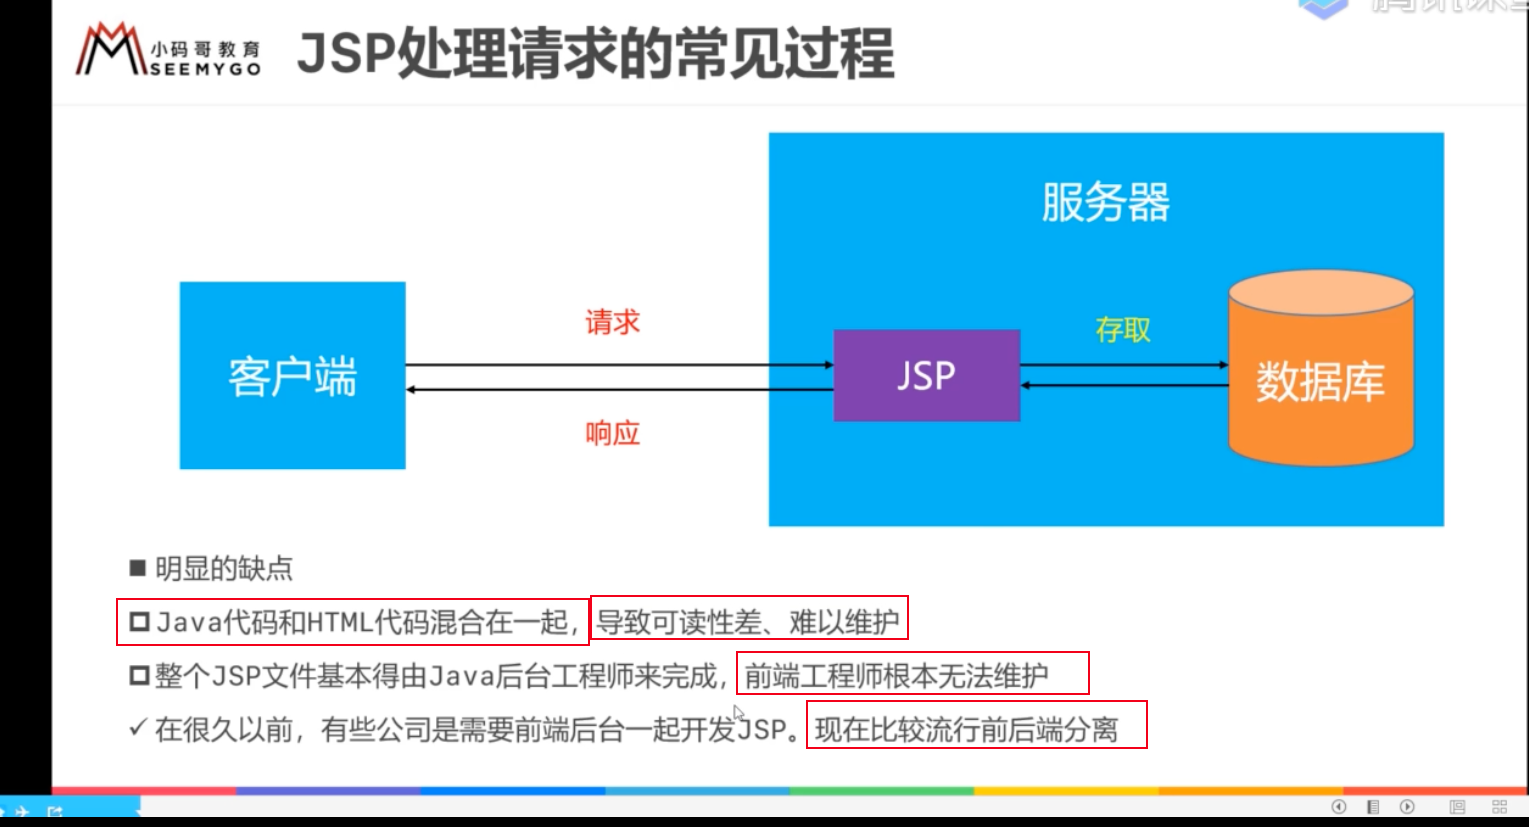 小码哥教育
SEEMYGO
JSP处理请求的常见过程
服务器
客户端
请求
响应
JSP
存取
数据库
明显的缺点
Java代码和HTML代码混合在一起，导致可读性差、难以维护
整个JSP文件基本得由Java后台工程师来完成，前端工程师根本无法维护
在很久以前，有些公司是需要前端后台一起开发JSP。现在比较流行前后端分离